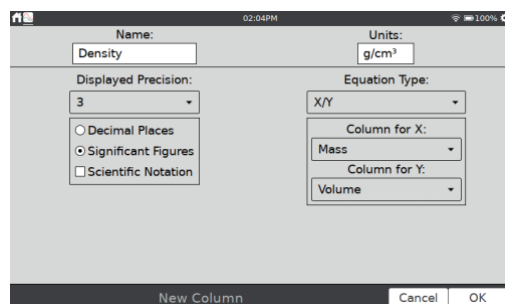 02:04PM
100%
Name:
Density
Units:
g/cm³
Displayed Precision:
3
Decimal Places
Significant Figures
Scientific Notation
Equation Type:
X/Y
Column for X:
Mass
Column for Y:
Volume
New Column
Cancel
OK